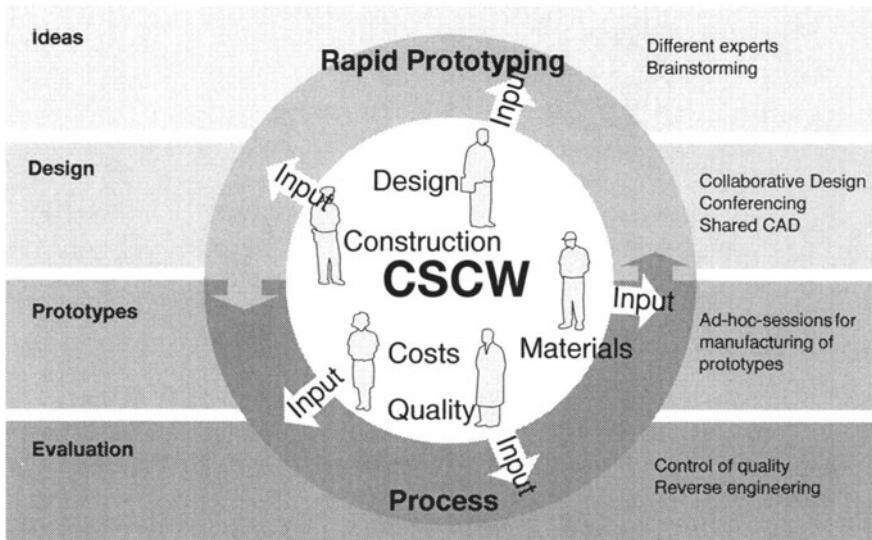 Ideas
Rapid Prototyping
Different experts
Brainstorming
Input
Design
Input
Design
Construction
Collaborative Design
Conferencing
Shared CAD
CSCW
Prototypes
Input
Ad-hoc-sessions for
manufacturing of
prototypes
Costs
Materials
Input
Quality
Evaluation
Input
Control of quality
Reverse engineering
Process